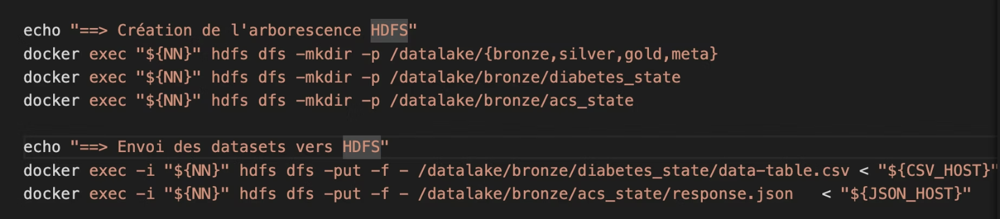 echo "==> Création de l'arborescence HDFS"
docker exec "${NN}" hdfs dfs -mkdir -p /datalake/{bronze,silver,gold,meta}
docker exec "${NN}" hdfs dfs -mkdir -p /datalake/bronze/diabetes_state
docker exec "${NN}" hdfs dfs -mkdir -p /datalake/bronze/acs_state
echo "==> Envoi des datasets vers HDFS"
docker exec -i "${NN}" hdfs dfs -put -f - /datalake/bronze/diabetes_state/data-table.csv < "${CSV_HOST}"
docker exec -i "${NN}" hdfs dfs -put -f - /datalake/bronze/acs_state/response.json   < "${JSON_HOST}"